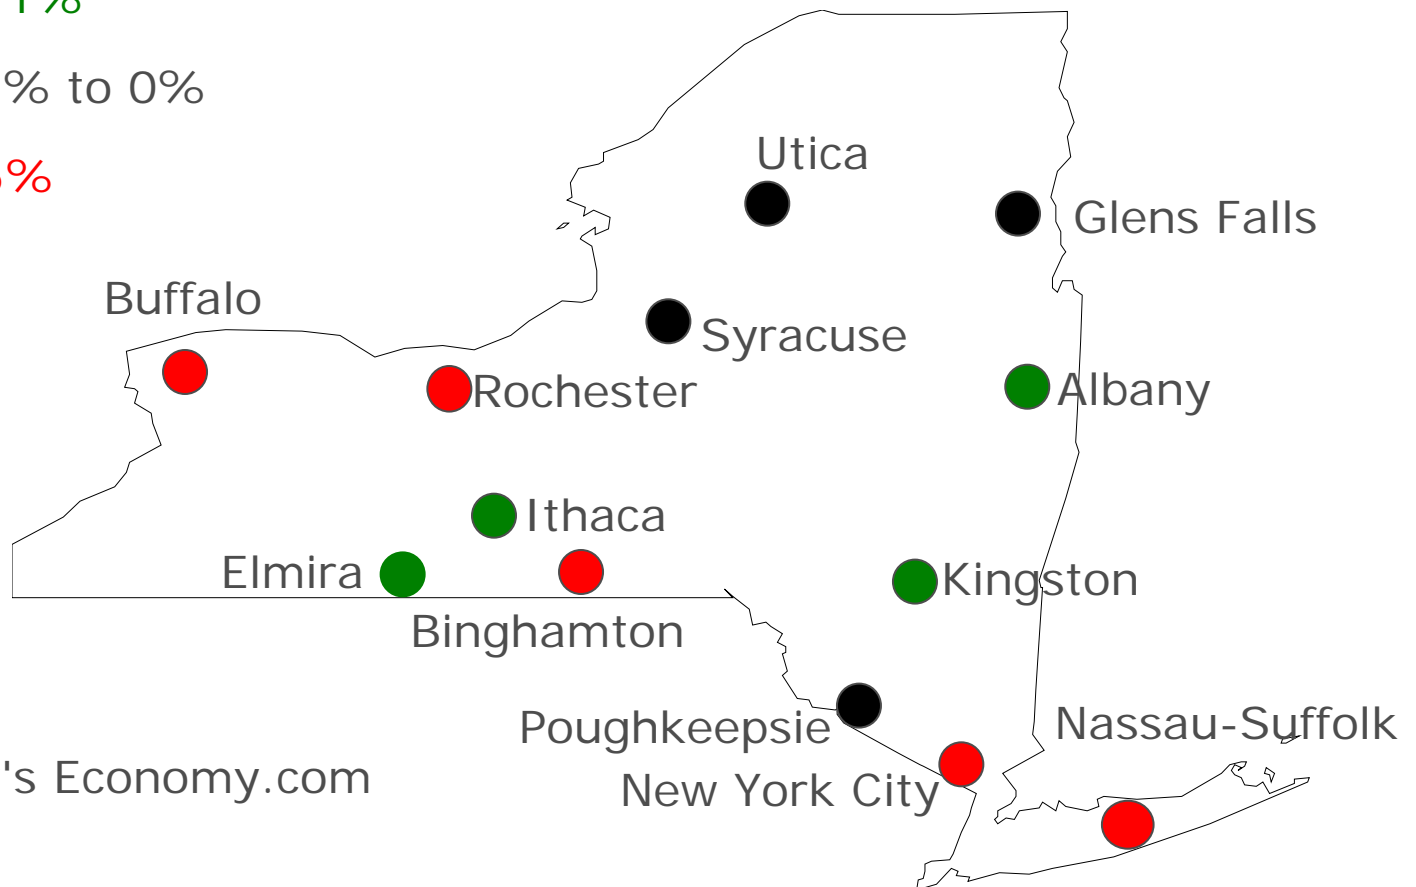 1%
% to 0%
%
Utica
Glens Falls
Buffalo
Syracuse
Rochester
Albany
Ithaca
Elmira
Kingston
Binghamton
Poughkeepsie
Nassau-Suffolk
's Economy.com
New York City